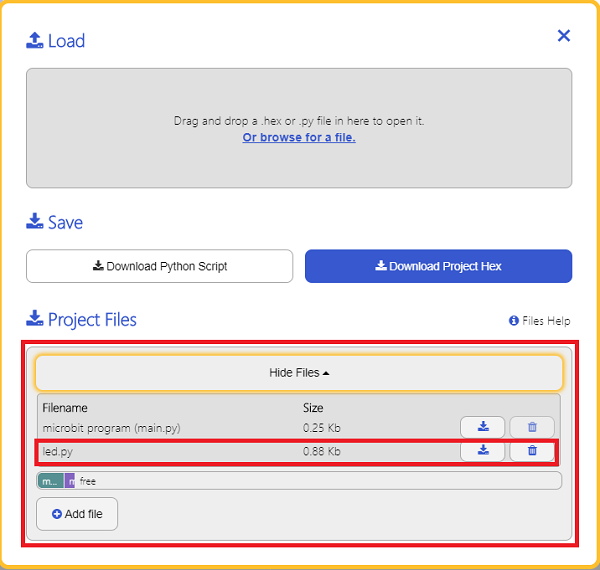 Load
Drag and drop a .hex or .py file in here to open it.
Or browse for a file.
Save
Download Python Script
Download Project Hex
Project Files
Files Help
Hide Files
Filename Size
microbit program (main.py) 0.25 Kb
led.py 0.88 Kb
m... free
Add file